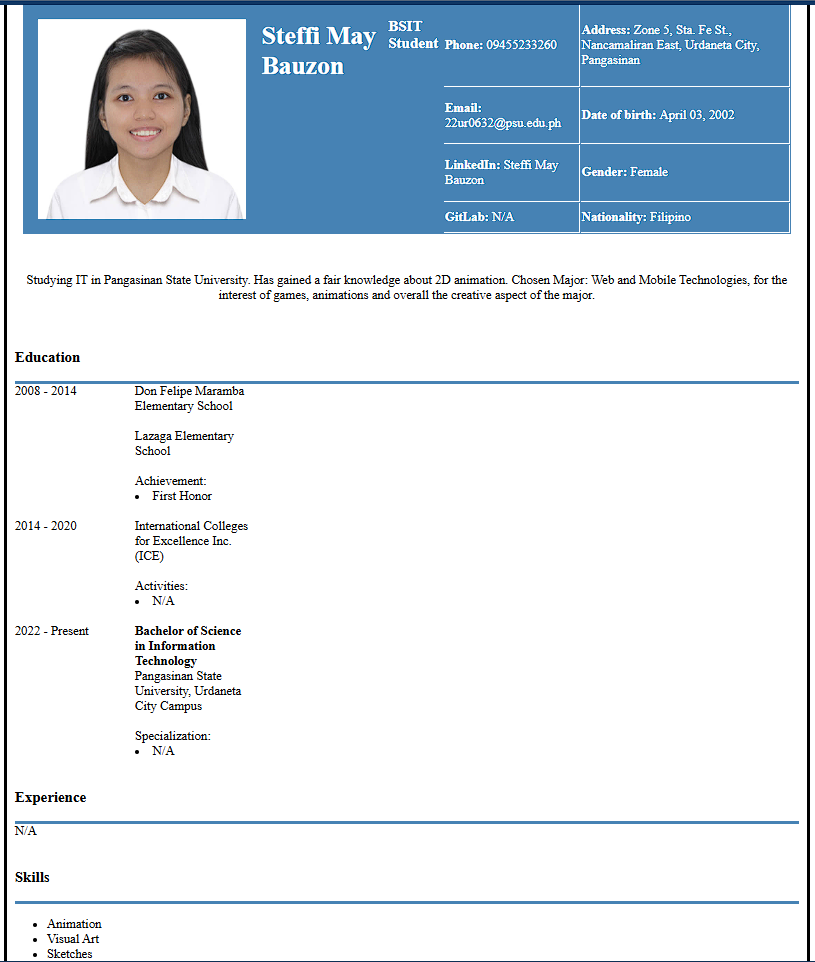 Steffi May
Bauzon
BSIT
Student
Phone: 09455233260
Address: Zone 5, Sta. Fe St.,
Nancamaliran East, Urdaneta City,
Pangasinan
Email:
22ur0632@psu.edu.ph
Date of birth: April 03, 2002
LinkedIn: Steffi May
Bauzon
Gender: Female
GitLab: N/A
Nationality: Filipino
Studying IT in Pangasinan State University. Has gained a fair knowledge about 2D animation. Chosen Major: Web and Mobile Technologies, for the
interest of games, animations and overall the creative aspect of the major.
Education
2008 - 2014
Don Felipe Maramba
Elementary School
Lazaga Elementary
School
Achievement:
• First Honor
2014 - 2020
International Colleges
for Excellence Inc.
(ICE)
Activities:
• N/A
2022 - Present
Bachelor of Science
in Information
Technology
Pangasinan State
University, Urdaneta
City Campus
Specialization:
• N/A
Experience
N/A
Skills
• Animation
• Visual Art
• Sketches